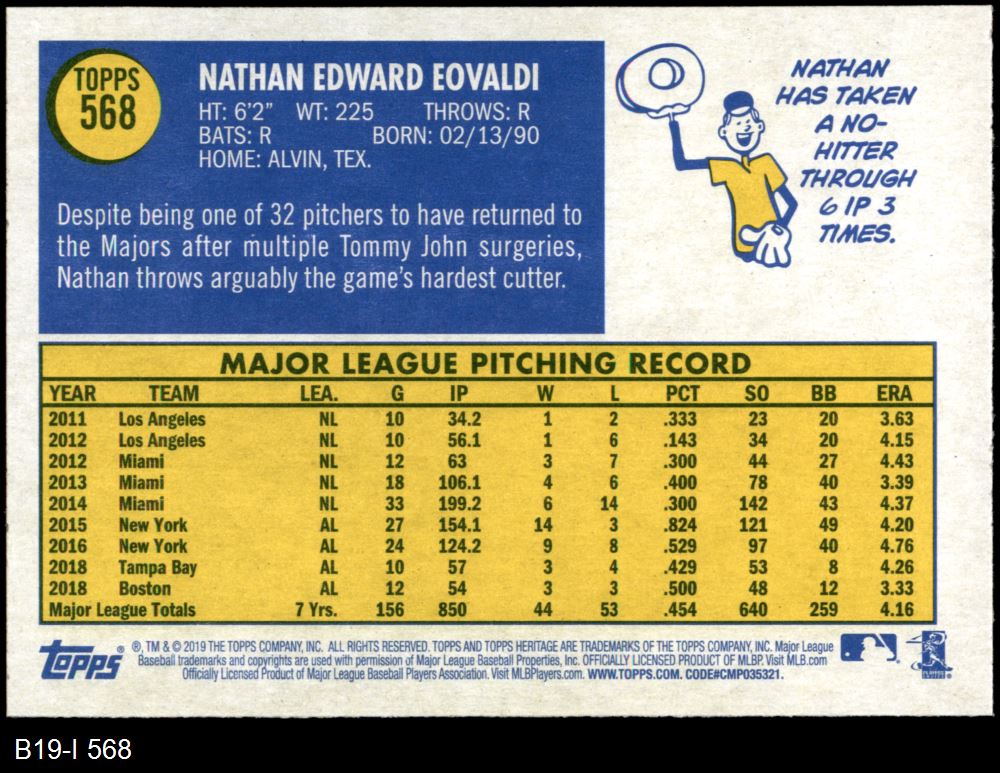 TOPPS
568
NATHAN EDWARD EOVALDI
HT: 6'2" WT: 225 THROWS: R
BATS: R BORN: 02/13/90
HOME: ALVIN, TEX.
Despite being one of 32 pitchers to have returned to
the Majors after multiple Tommy John surgeries,
Nathan throws arguably the game's hardest cutter.
NATHAN
HAS TAKEN
A NO-
HITTER
THROUGH
6 IP 3
TIMES.
MAJOR LEAGUE PITCHING RECORD
YEAR TEAM LEA. G IP W L PCT SO BB ERA
2011 Los Angeles NL 10 34.2 1 2 .333 23 20 3.63
2012 Los Angeles NL 10 56.1 1 6 .143 34 20 4.15
2012 Miami NL 12 63 3 7 .300 44 27 4.43
2013 Miami NL 18 106.1 4 6 .400 78 40 3.39
2014 Miami NL 33 199.2 6 14 .300 142 43 4.37
2015 New York AL 27 154.1 14 3 .824 121 49 4.20
2016 New York AL 24 124.2 9 8 .529 97 40 4.76
2018 Tampa Bay AL 10 57 3 4 .429 53 8 4.26
2018 Boston AL 12 54 3 3 .500 48 12 3.33
Major League Totals 7 Yrs. 156 850 44 53 .454 640 259 4.16
topps®
®, TM & © 2019 THE TOPPS COMPANY, INC. ALL RIGHTS RESERVED. TOPPS AND TOPPS HERITAGE ARE TRADEMARKS OF THE TOPPS COMPANY, INC. Major League
Baseball trademarks and copyrights are used with permission of Major League Baseball Properties, Inc. OFFICIALLY LICENSED PRODUCT OF MLBP. Visit MLB.com
Officially Licensed Product of Major League Baseball Players Association. Visit MLBPlayers.com. WWW.TOPPS.COM. CODE#CMP035321.
B19-I 568